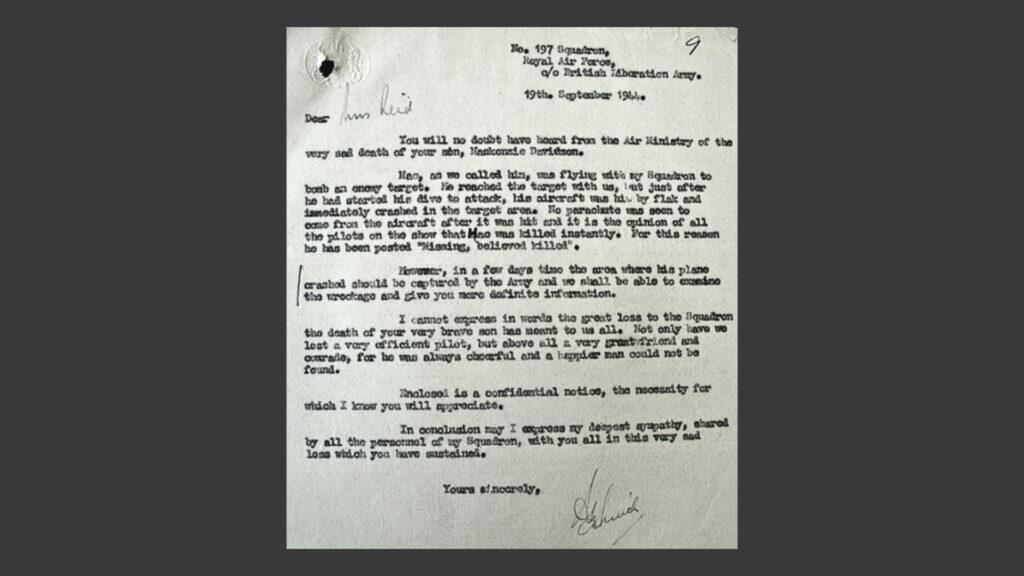 9
No. 197 Squadron,
Royal Air Force,
c/o British Liberation Army.
19th. September 1944.
Dear Mrs Reid
You will no doubt have heard from the Air Ministry of the
very sad death of your son, Mackenzie Davidson.
Mac, as we called him, was flying with my Squadron to
bomb an enemy target. He reached the target with us, but just after
he had started his dive to attack, his aircraft was hit by flak and
immediately crashed in the target area. No parachute was seen to
come from the aircraft after it was hit and it is the opinion of all
the pilots on the show that Mac was killed instantly. For this reason
he has been posted "Missing, believed killed".
However, in a few days time the area where his plane
crashed should be captured by the Army and we shall be able to examine
the wreckage and give you more definite information.
I cannot express in words the great loss to the Squadron
the death of your very brave son has meant to us all. Not only have we
lost a very efficient pilot, but above all a very great friend and
comrade, for he was always cheerful and a happier man could not be
found.
Enclosed is a confidential notice, the necessity for
which I know you will appreciate.
In conclusion may I express my deepest sympathy, shared
by all the personnel of my Squadron, with you all in this very sad
loss which you have sustained.
Yours sincerely,